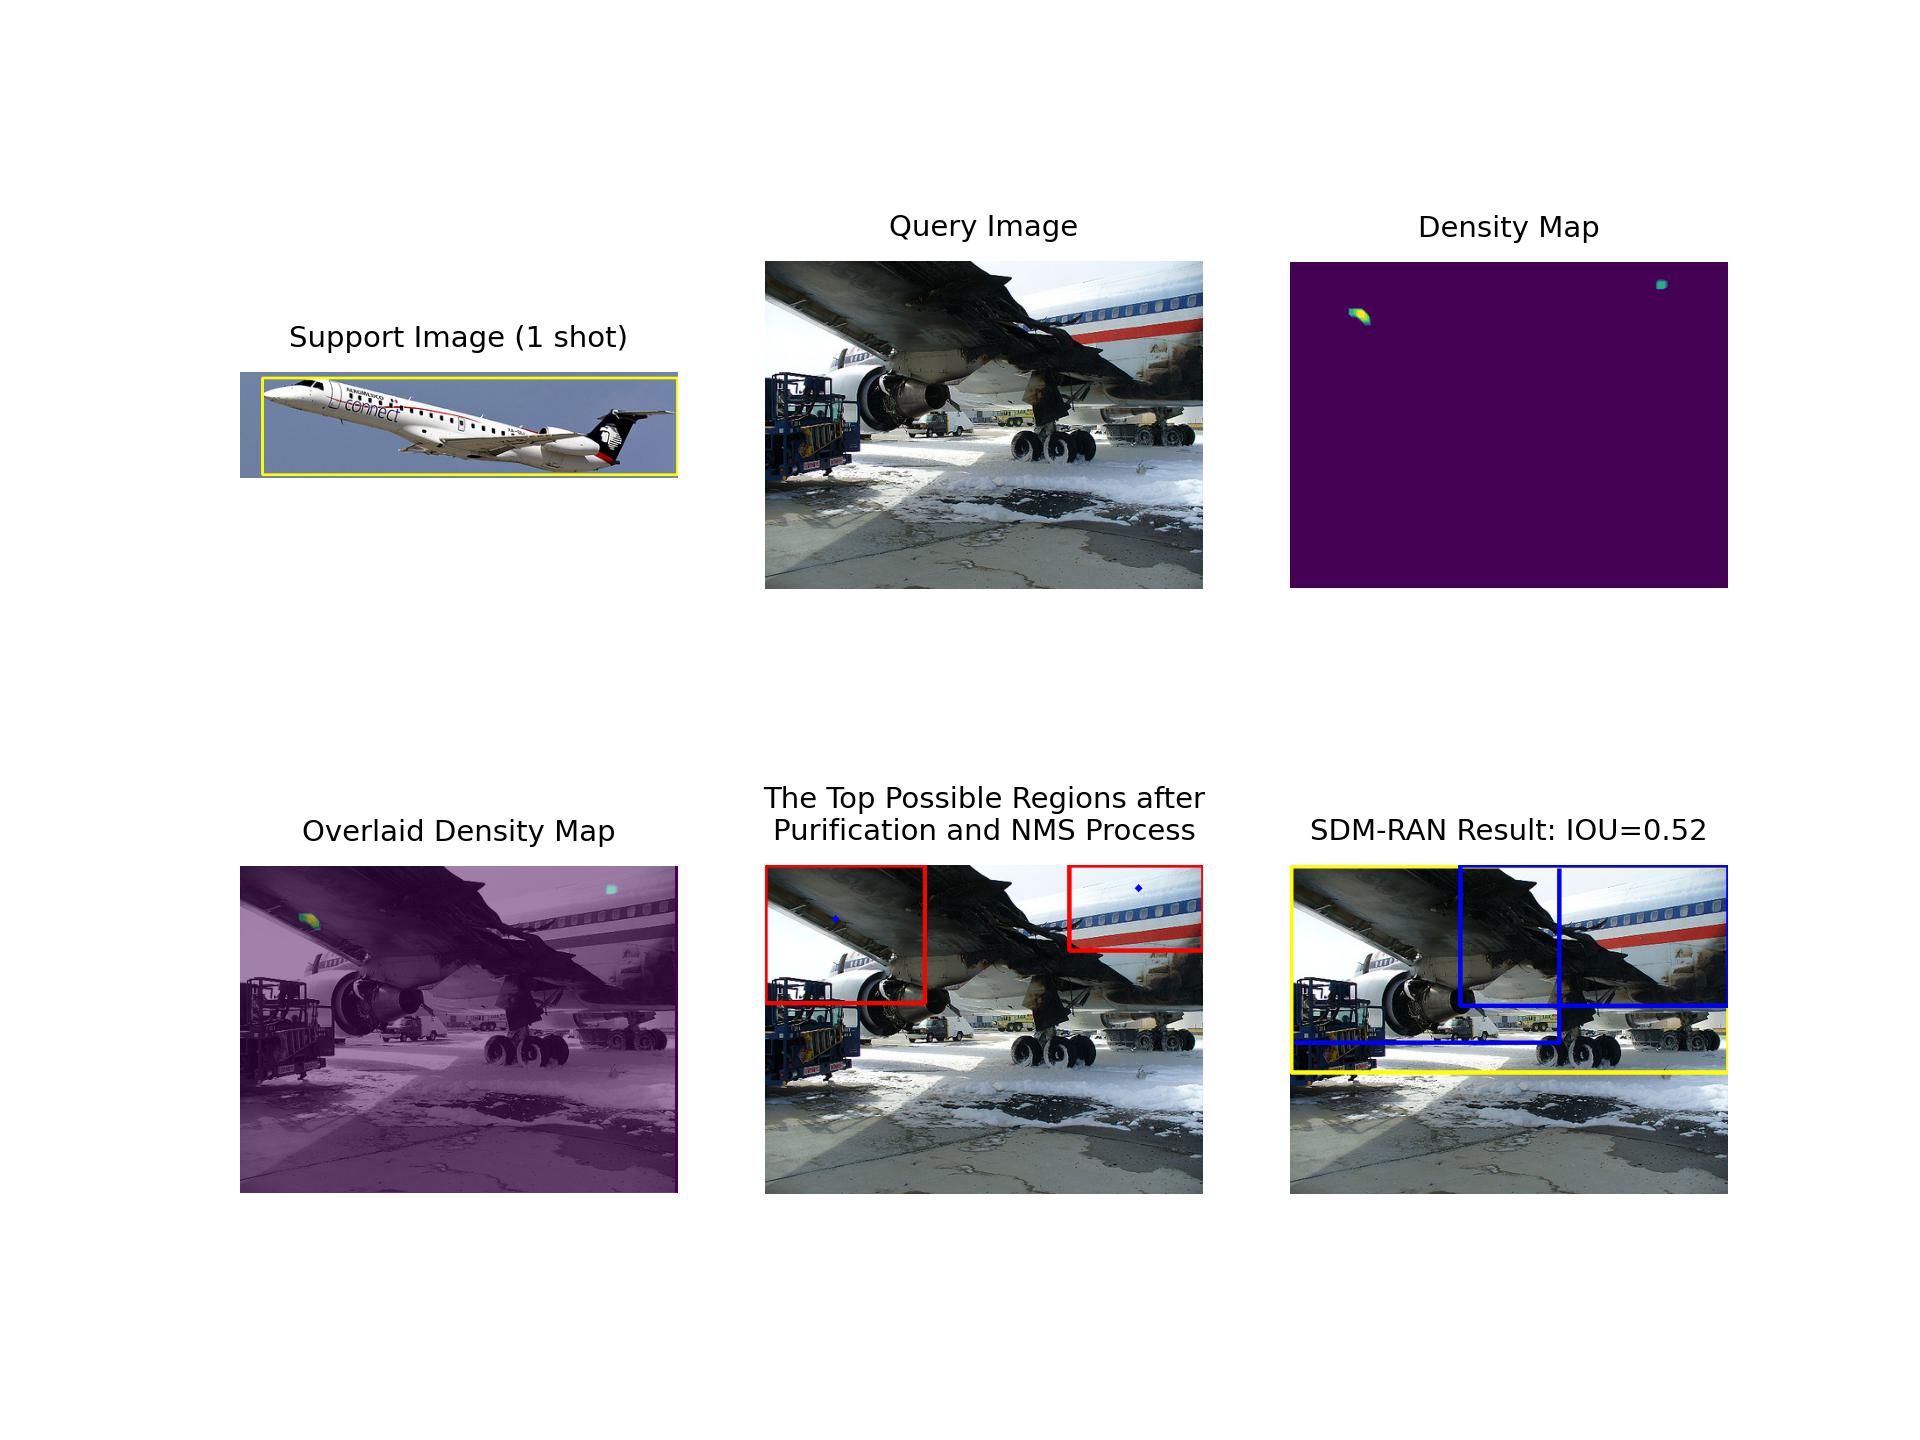 Query Image
Density Map
Support Image (1 shot)
AEROMEXICO
connect
The Top Possible Regions after
Purification and NMS Process
Overlaid Density Map
SDM-RAN Result: IOU=0.52